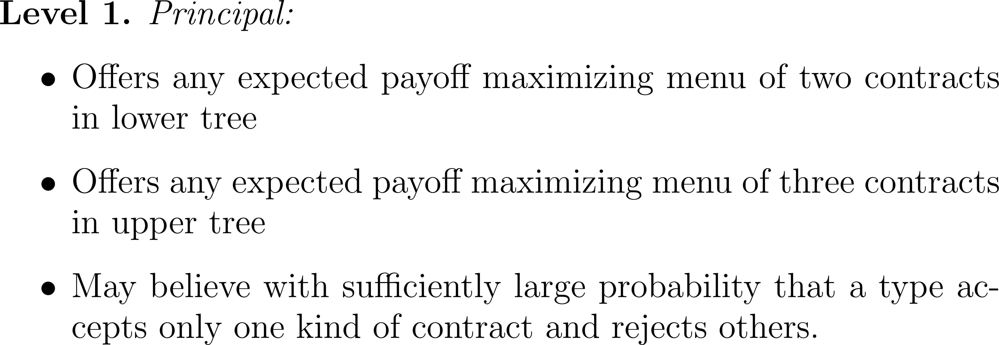 Level 1. Principal:
• Offers any expected payoff maximizing menu of two contracts
in lower tree
• Offers any expected payoff maximizing menu of three contracts
in upper tree
• May believe with sufficiently large probability that a type ac-
cepts only one kind of contract and rejects others.